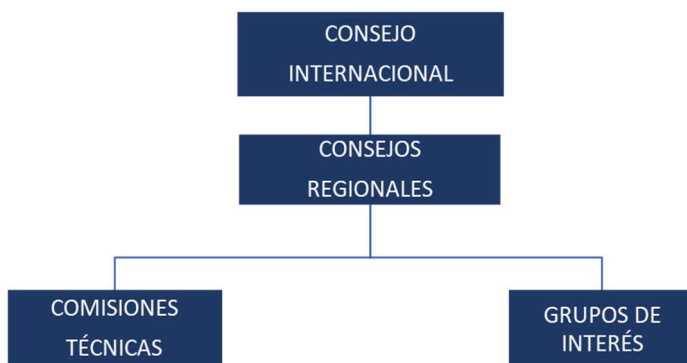 CONSEJO
INTERNACIONAL
CONSEJOS
REGIONALES
COMISIONES
TÉCNICAS
GRUPOS DE
INTERÉS